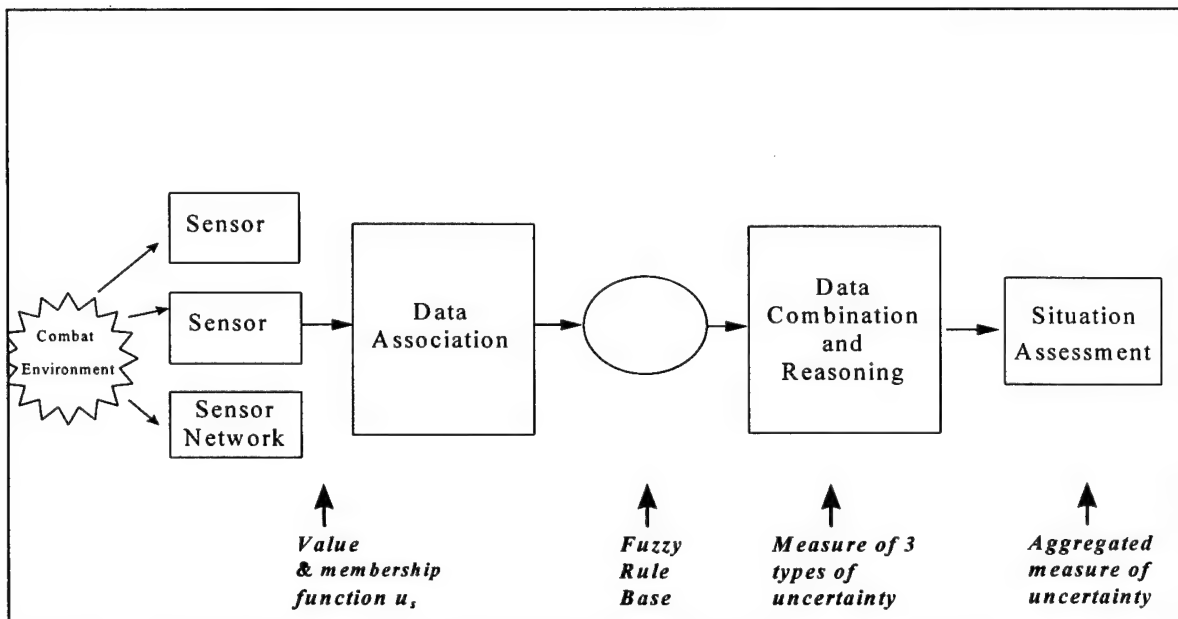 Sensor
Combat
Environment
Sensor
Sensor
Network
Data
Association
Data
Combination
and
Reasoning
Situation
Assessment
Value
& membership
function u_s
Fuzzy
Rule
Base
Measure of 3
types of
uncertainty
Aggregated
measure of
uncertainty